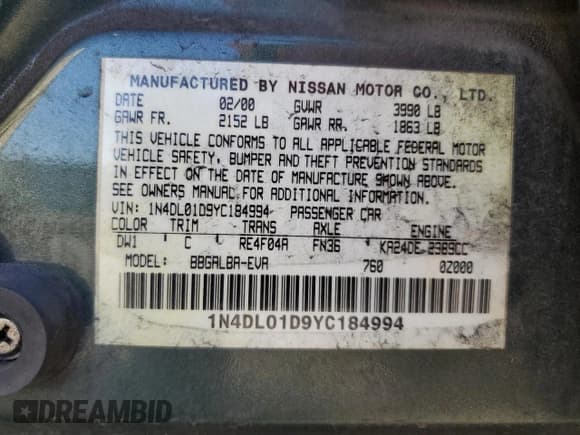 MANUFACTURED BY NISSAN MOTOR CO., LTD.
DATE 02/00 GVWR 3990 LB
GAWR FR. 2152 LB GAWR RR. 1863 LB
THIS VEHICLE CONFORMS TO ALL APPLICABLE FEDERAL MOTOR
VEHICLE SAFETY, BUMPER AND THEFT PREVENTION STANDARDS
IN EFFECT ON THE DATE OF MANUFACTURE SHOWN ABOVE.
SEE OWNERS MANUAL FOR ADDITIONAL INFORMATION.
VIN: 1N4DL01D9YC184994 PASSENGER CAR
COLOR TRIM TRANS AXLE ENGINE
DW1 C RE4F04A FN36 KA24DE 2389CC
MODEL: BBGALBA-EVA 760 0Z000
1N4DL01D9YC184994
DREAMBID